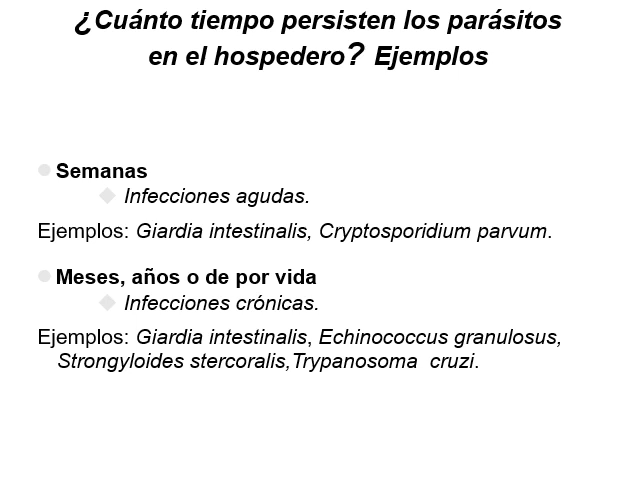 ¿Cuánto tiempo persisten los parásitos
en el hospedero? Ejemplos
Semanas
Infecciones agudas.
Ejemplos: Giardia intestinalis, Cryptosporidium parvum.
Meses, años o de por vida
Infecciones crónicas.
Ejemplos: Giardia intestinalis, Echinococcus granulosus,
Strongyloides stercoralis,Trypanosoma  cruzi.